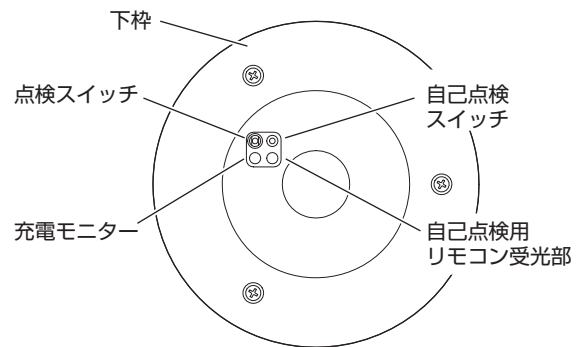 下枠
点検スイッチ
自己点検
スイッチ
充電モニター
自己点検用
リモコン受光部